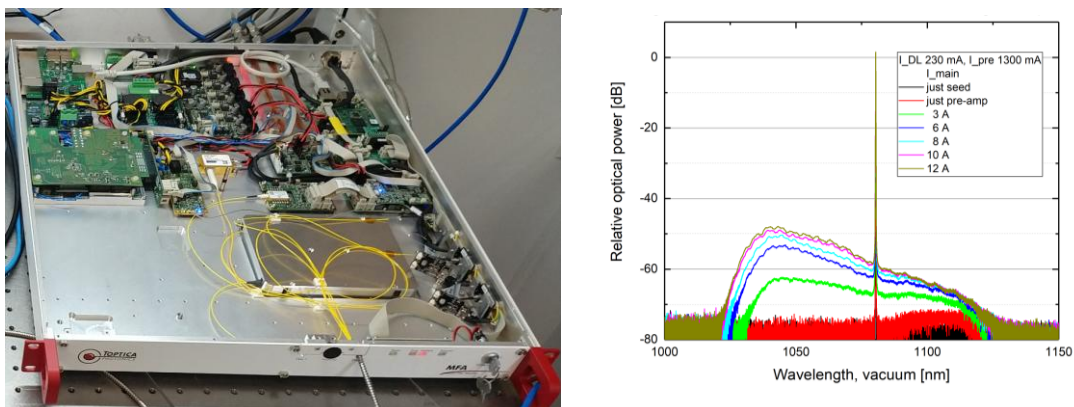 TOPTICA
MFA
I_DL 230 mA, I_pre 1300 mA
I_main
just seed
just pre-amp
3 A
6 A
8 A
10 A
12 A
Relative optical power [dB]
0
-20
-40
-60
-80
1000
1050
1100
1150
Wavelength, vacuum [nm]